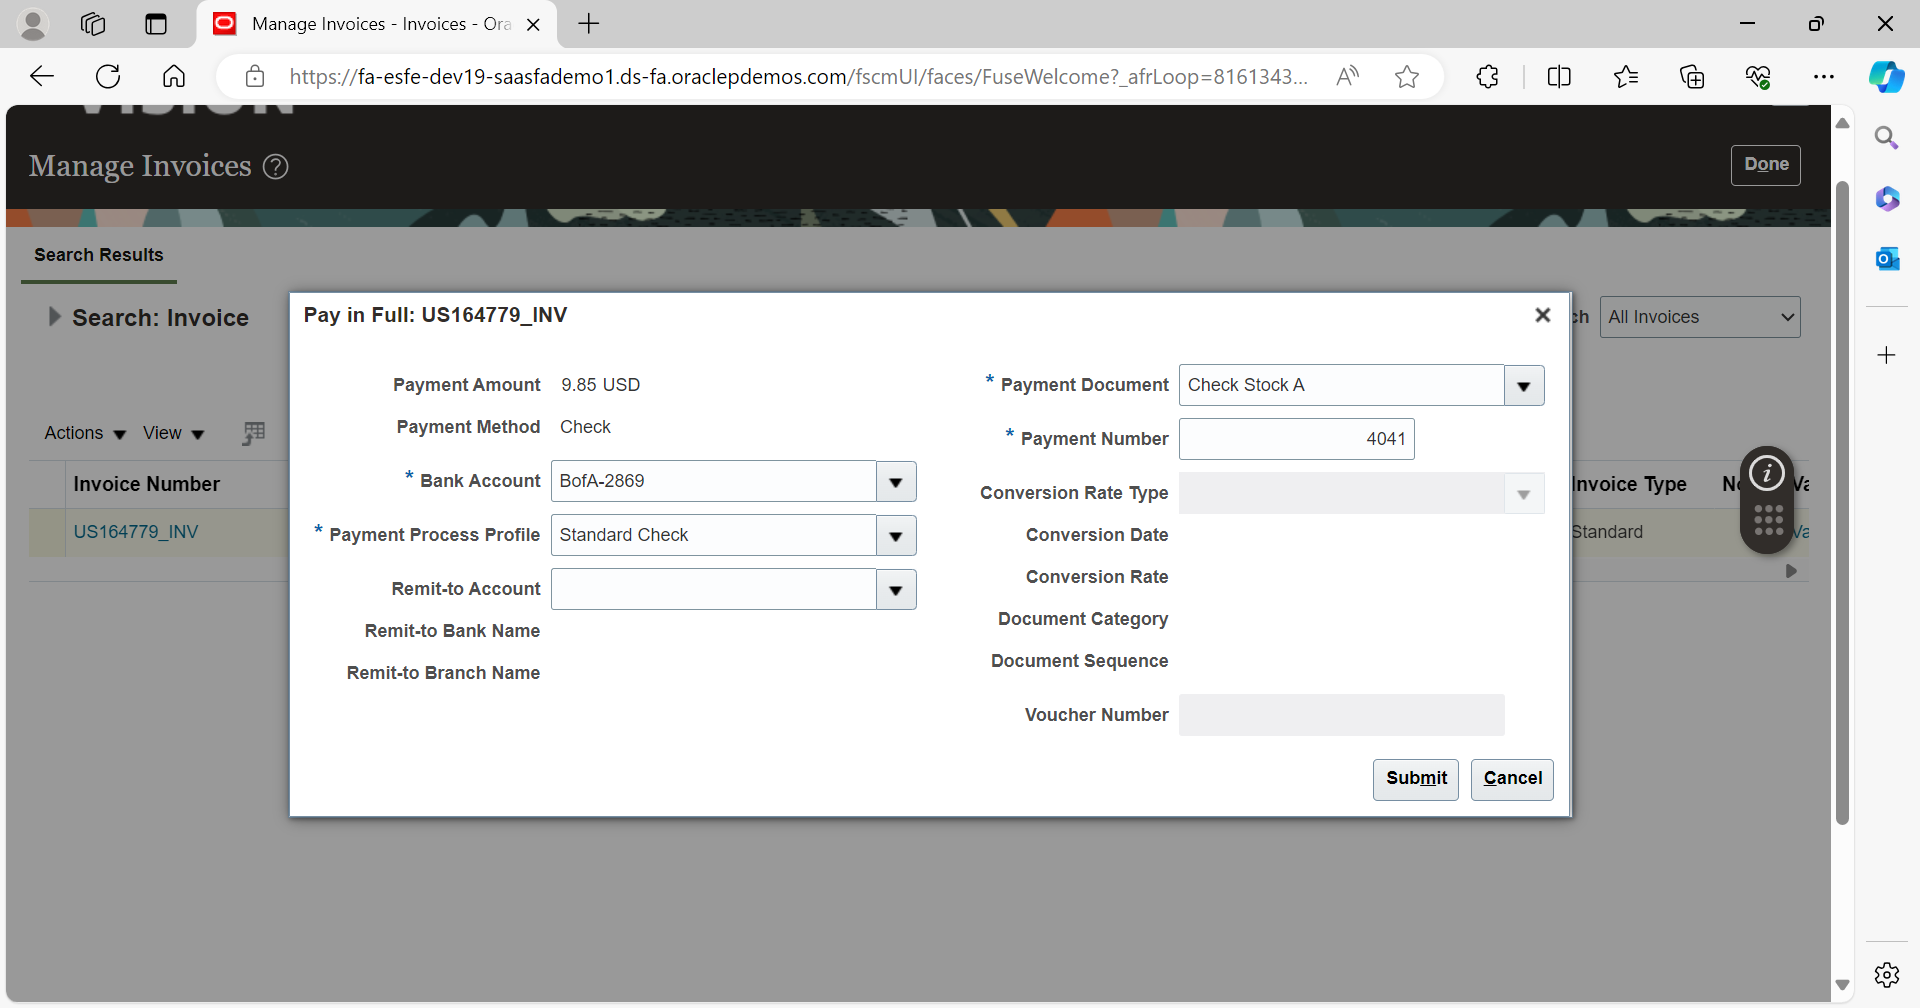 Manage Invoices - Invoices - Ora
https://fa-esfe-dev19-saasfademo1.ds-fa.oraclepdemos.com/fscmUI/faces/FuseWelcome?_afrLoop=8161343...
VISION
Manage Invoices
Done
Search Results
Search: Invoice
All Invoices
Actions
View
Invoice Number
Invoice Type
US164779_INV
Standard
Pay in Full: US164779_INV
Payment Amount 9.85 USD
Payment Method Check
* Bank Account BofA-2869
* Payment Process Profile Standard Check
Remit-to Account
Remit-to Bank Name
Remit-to Branch Name
* Payment Document Check Stock A
* Payment Number 4041
Conversion Rate Type
Conversion Date
Conversion Rate
Document Category
Document Sequence
Voucher Number
Submit
Cancel